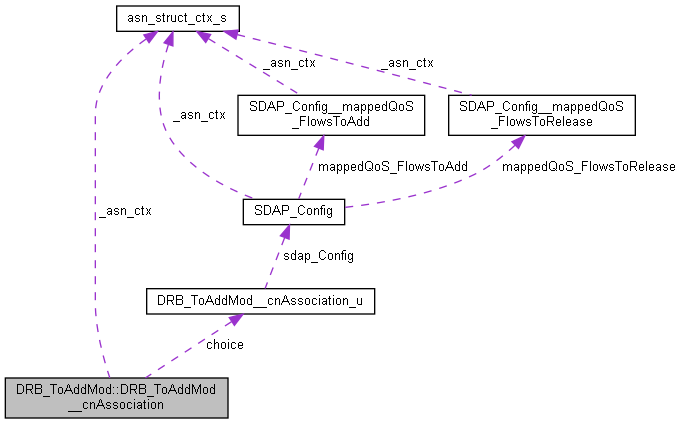 asn_struct_ctx_s
_asn_ctx
_asn_ctx
SDAP_Config__mappedQoS
_FlowsToAdd
SDAP_Config__mappedQoS
_FlowsToRelease
_asn_ctx
mappedQoS_FlowsToAdd
mappedQoS_FlowsToRelease
_asn_ctx
SDAP_Config
sdap_Config
DRB_ToAddMod__cnAssociation_u
choice
DRB_ToAddMod::DRB_ToAddMod
__cnAssociation